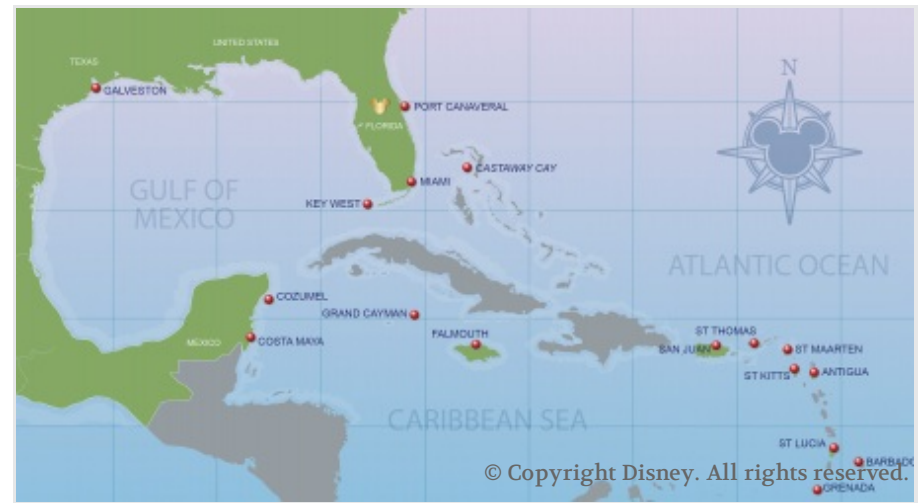 UNITED STATES
TEXAS
GALVESTON
N
PORT CANAVERAL
FLORIDA
CASTAWAY CAY
MIAMI
GULF OF
MEXICO
KEY WEST
ATLANTIC OCEAN
COZUMEL
GRAND CAYMAN
FALMOUTH
ST THOMAS
MEXICO
COSTA MAYA
SAN JUAN
ST MAARTEN
ST KITTS
ANTIGUA
CARIBBEAN SEA
ST LUCIA
BARBADO
© Copyright Disney. All rights reserved.
GRENADA